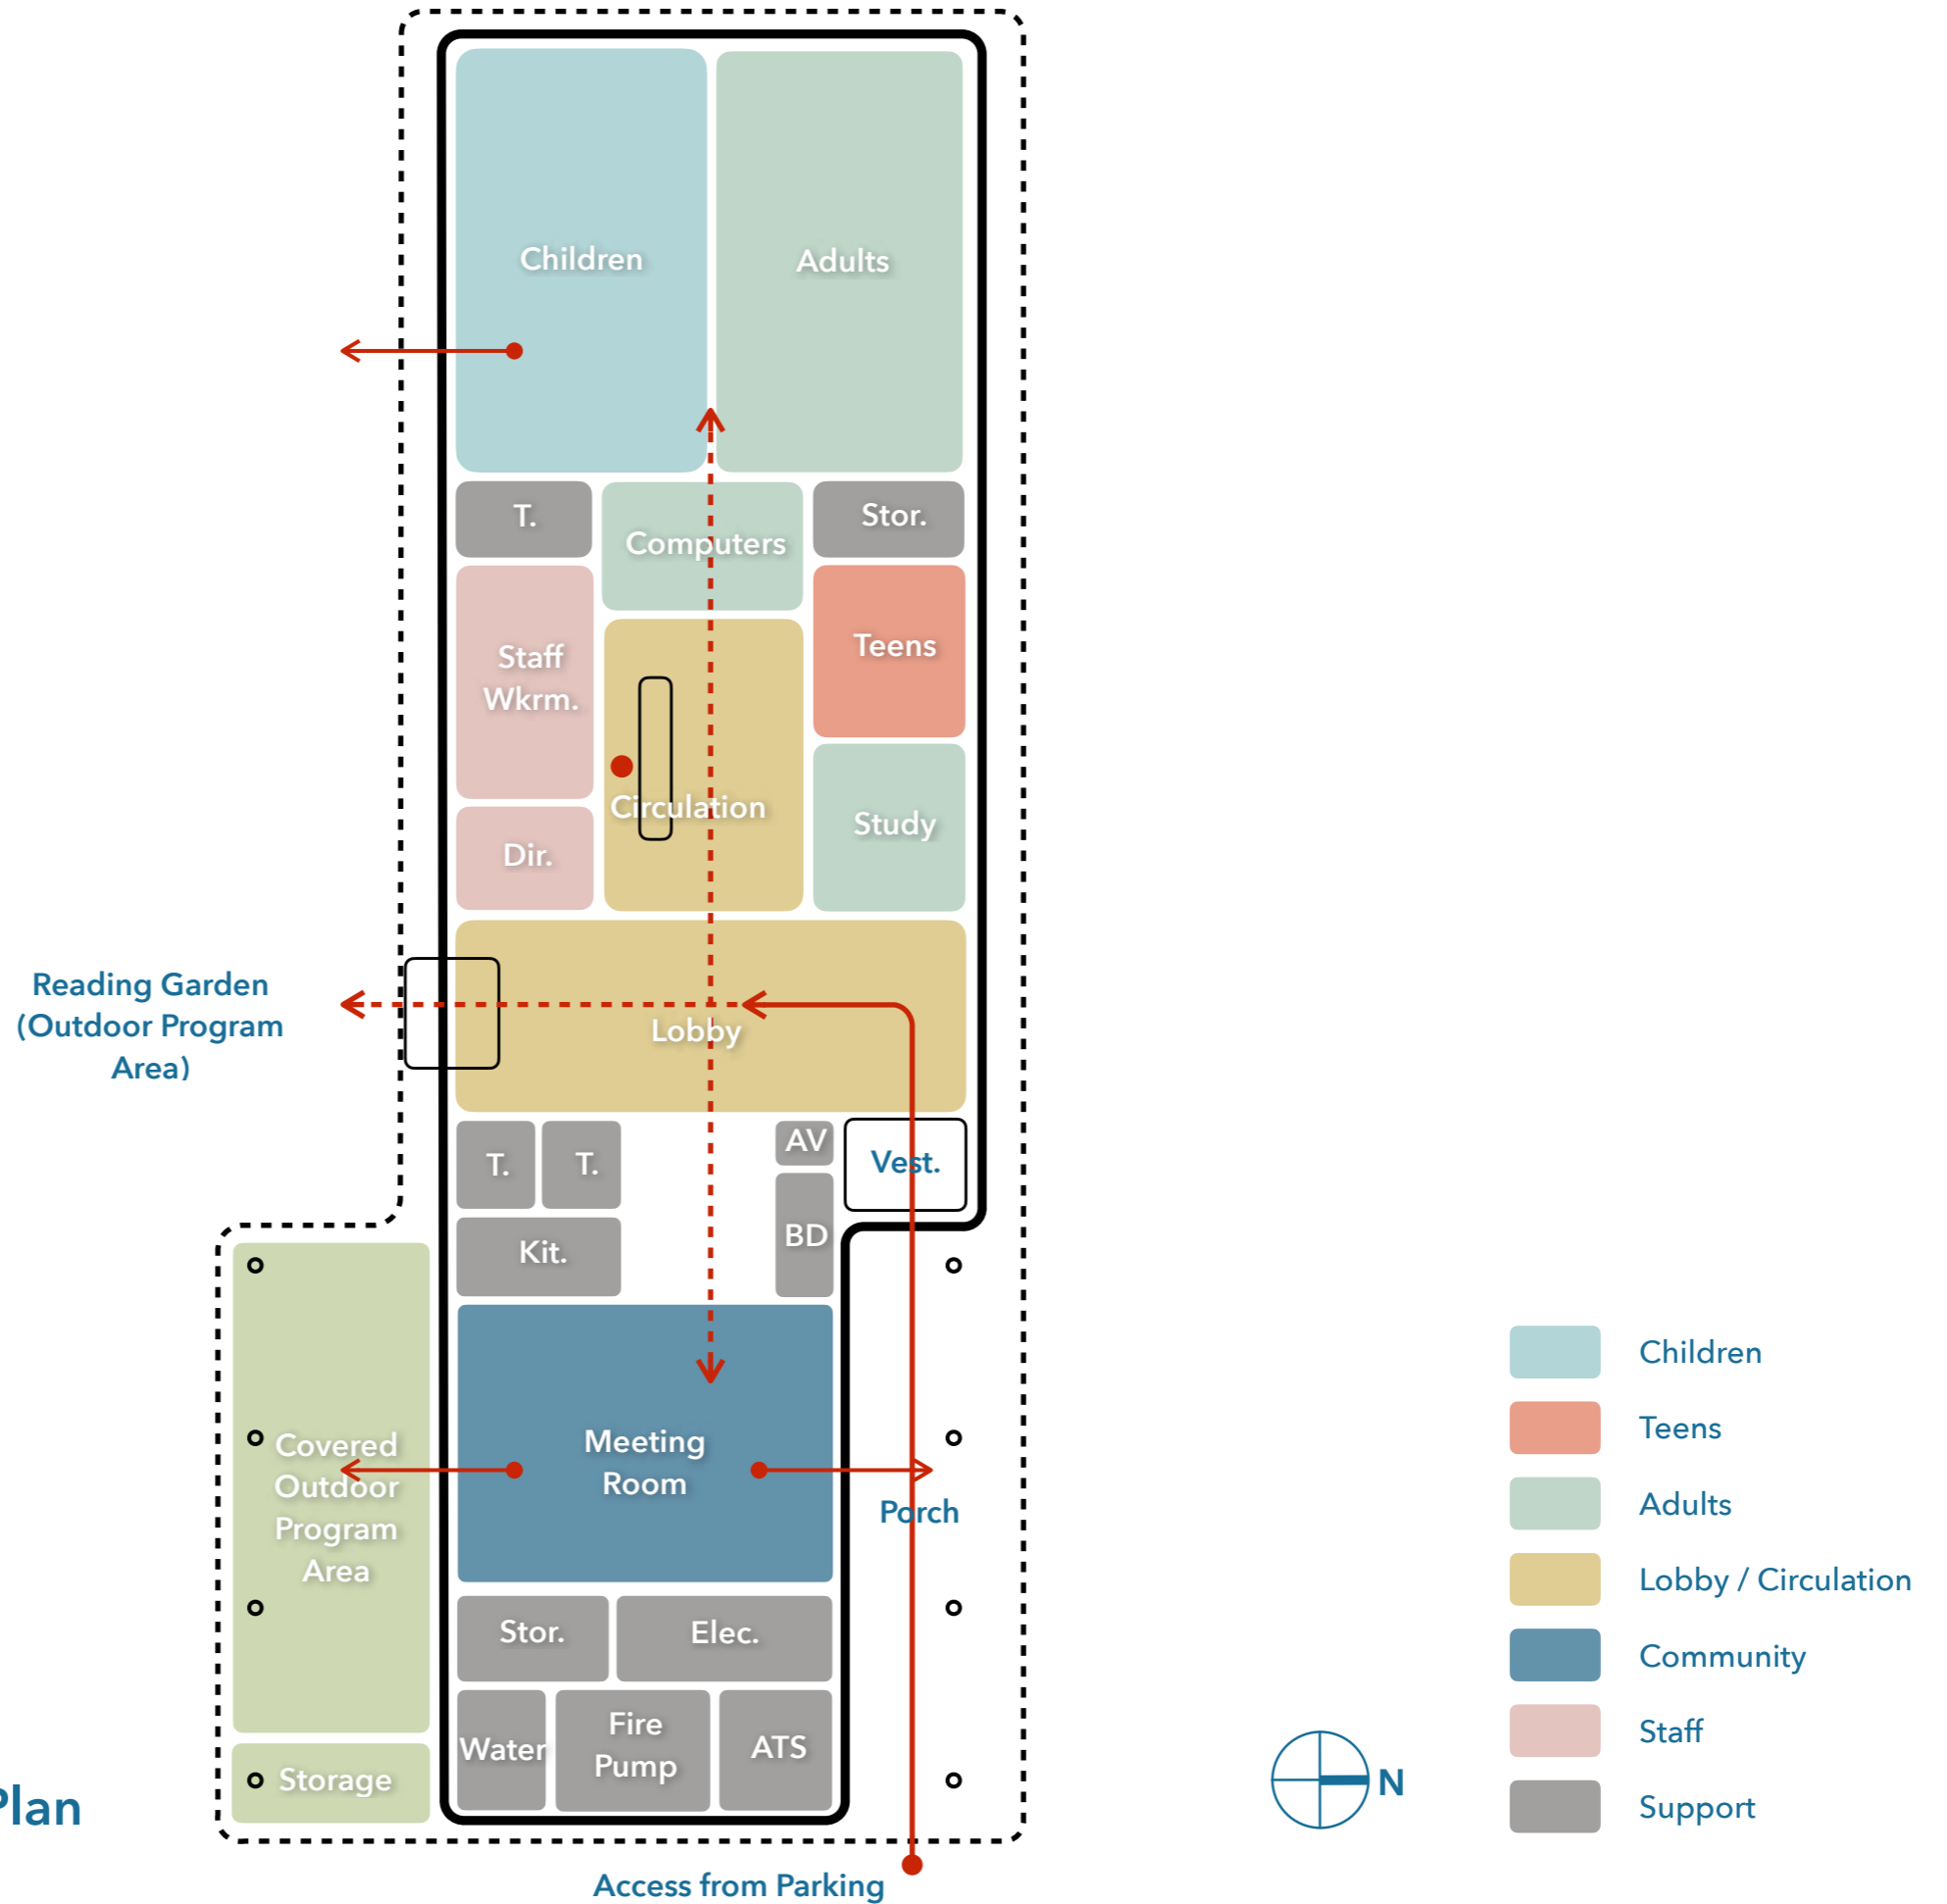 Children
Adults
T.
Computers
Stor.
Staff
Wkrm.
Teens
Circulation
Study
Dir.
Reading Garden
(Outdoor Program
Area)
Lobby
T.
T.
AV
Vest.
Kit.
BD
Covered
Outdoor
Program
Area
Meeting
Room
Porch
Stor.
Elec.
Water
Fire
Pump
ATS
Storage
Plan
Access from Parking
N
Children
Teens
Adults
Lobby / Circulation
Community
Staff
Support